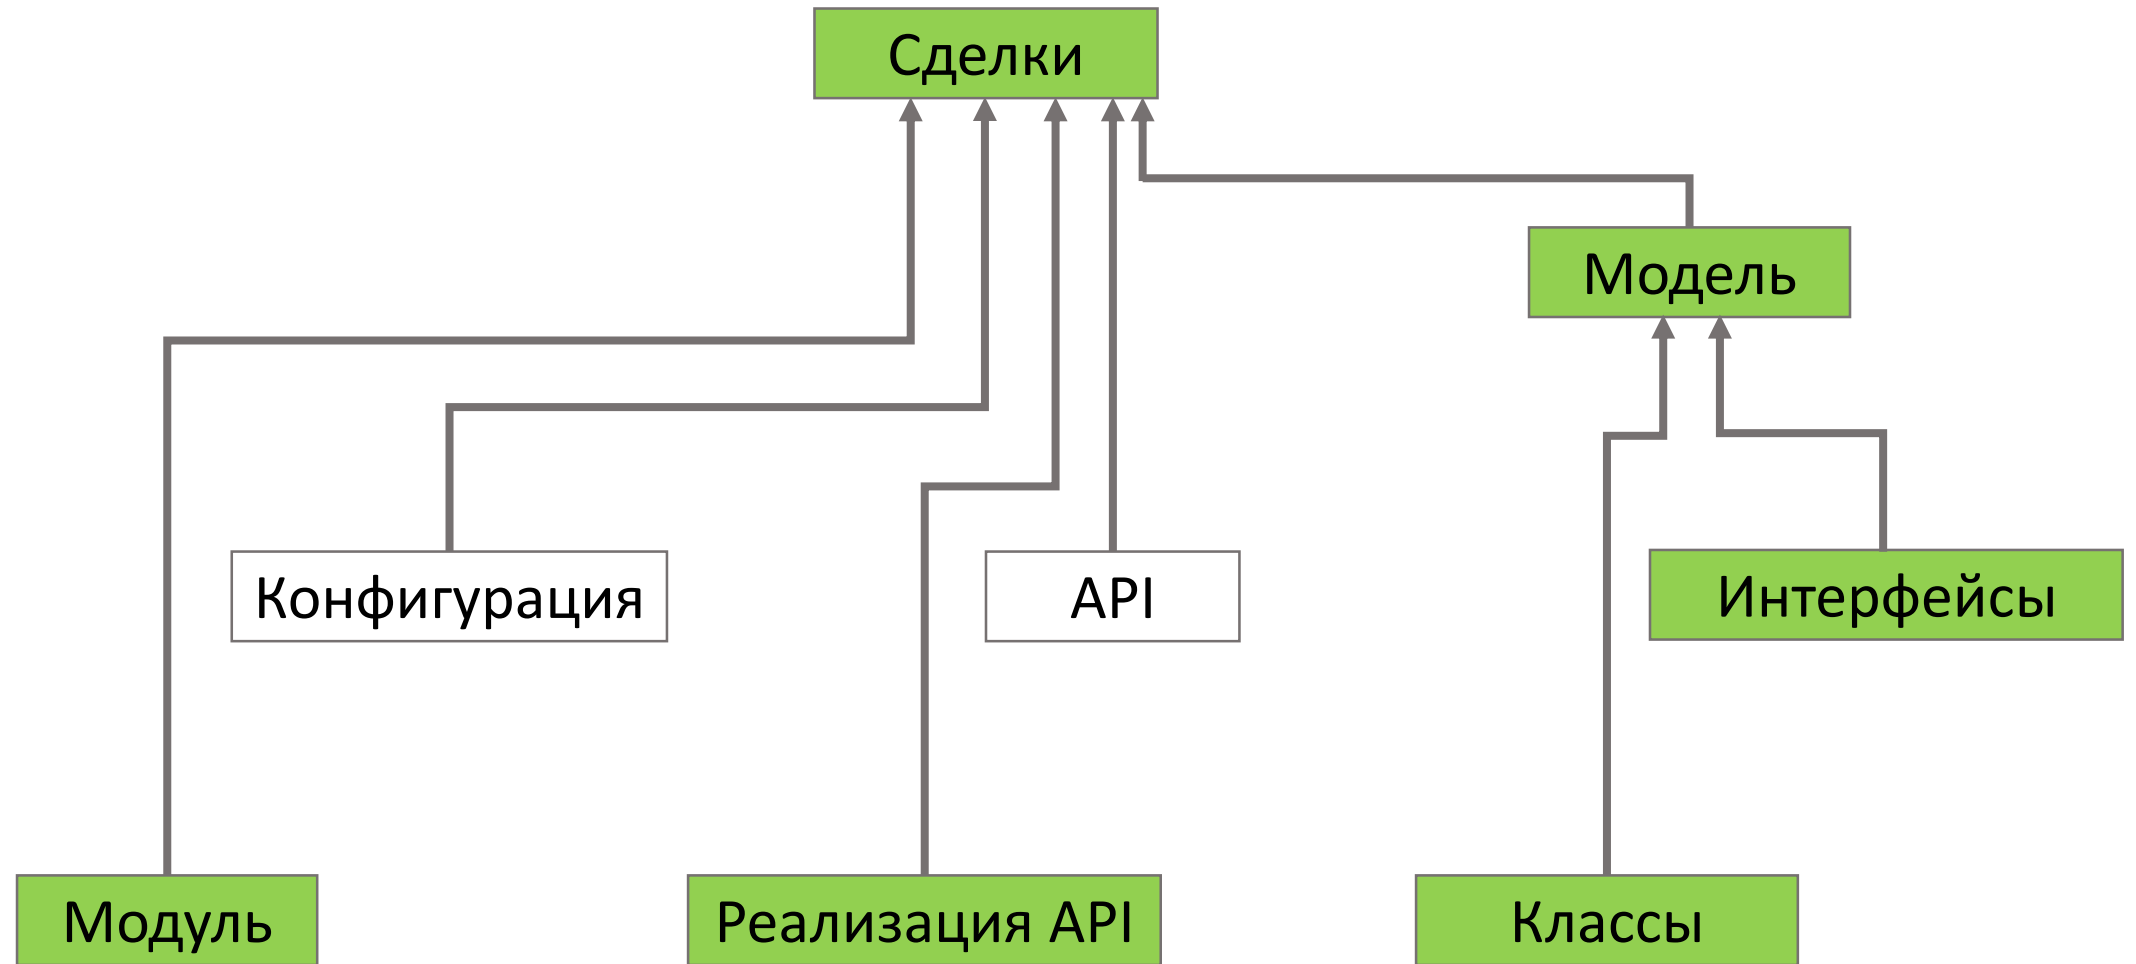 Сделки
Модель
Конфигурация
API
Интерфейсы
Модуль
Реализация API
Классы